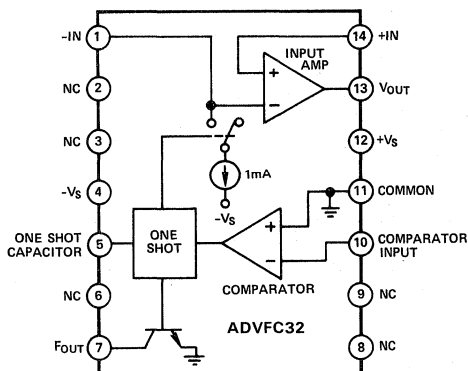 -IN
1
NC
2
NC
3
-VS
4
ONE SHOT
CAPACITOR
5
NC
6
FOUT
7
INPUT
AMP
+
−
1mA
-VS
ONE
SHOT
+
−
COMPARATOR
ADVFC32
14
+IN
13
VOUT
12
+VS
11
COMMON
10
COMPARATOR
INPUT
9
NC
8
NC